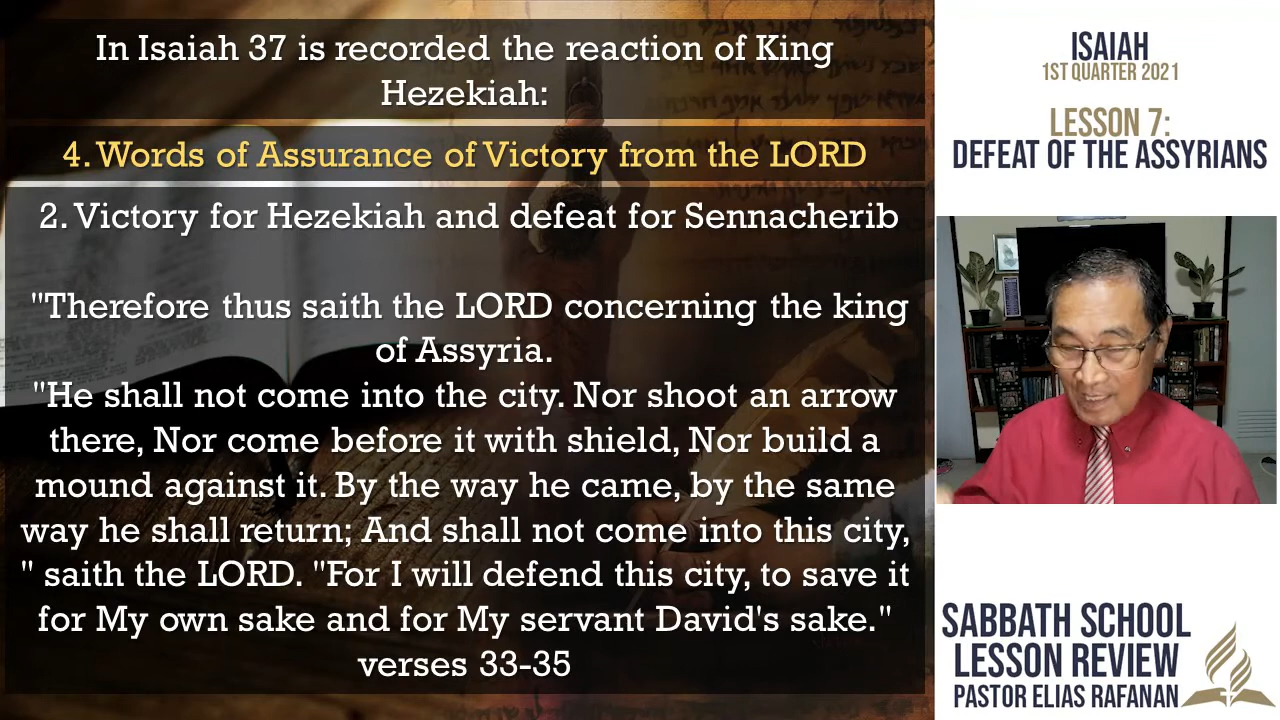 In Isaiah 37 is recorded the reaction of King
Hezekiah:
4. Words of Assurance of Victory from the LORD
2. Victory for Hezekiah and defeat for Sennacherib
"Therefore thus saith the LORD concerning the king
of Assyria.
"He shall not come into the city. Nor shoot an arrow
there, Nor come before it with shield, Nor build a
mound against it. By the way he came, by the same
way he shall return; And shall not come into this city,
" saith the LORD. "For I will defend this city, to save it
for My own sake and for My servant David's sake."
verses 33-35
ISAIAH
1ST QUARTER 2021
LESSON 7:
DEFEAT OF THE ASSYRIANS
SABBATH SCHOOL
LESSON REVIEW
PASTOR ELIAS RAFANAN